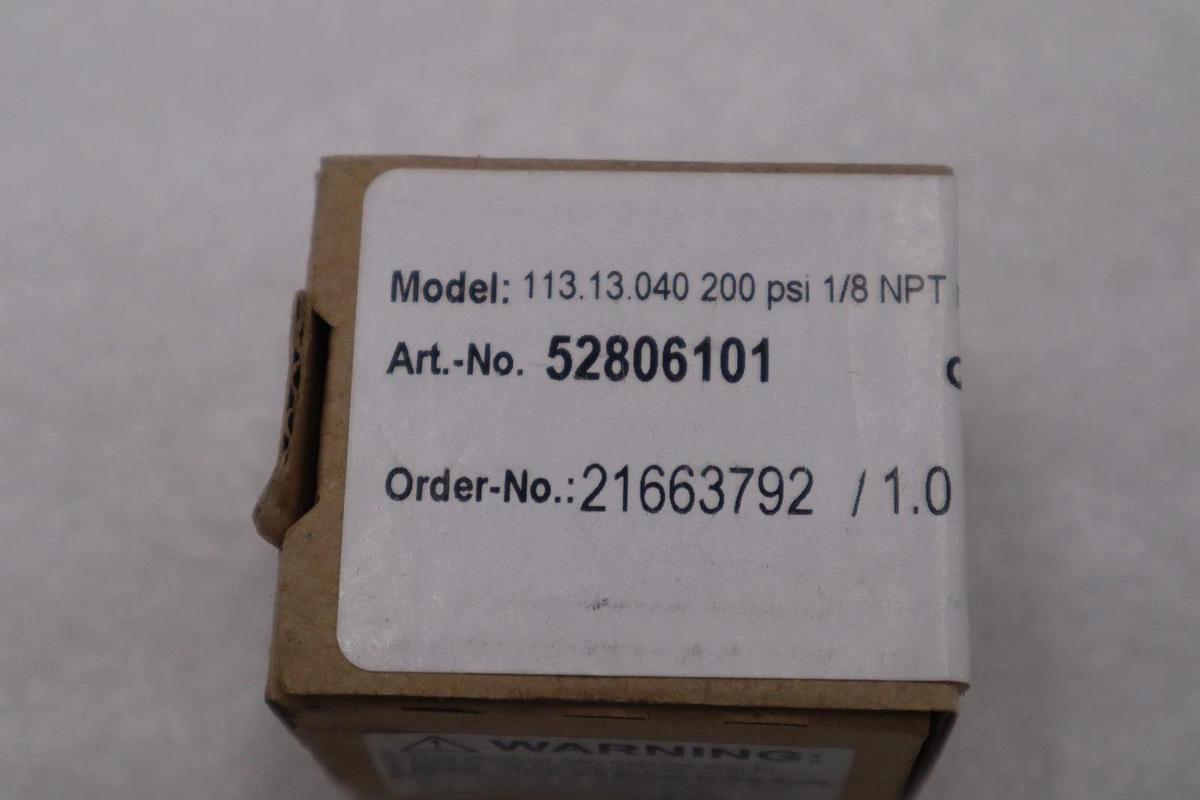 Model: 113.13.040 200 psi 1/8 NPT
Art.-No. 52806101
Order-No.: 21663792 / 1.0
WARNING: